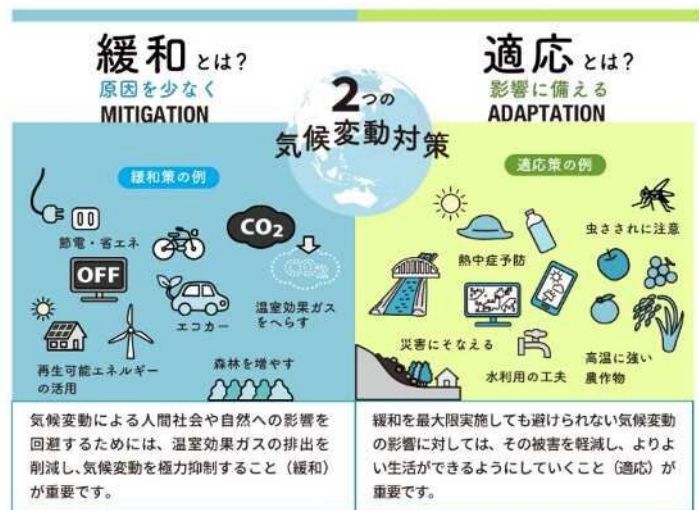 緩和とは?
原因を少なく
MITIGATION
2つの
気候変動対策
適応とは?
影響に備える
ADAPTATION
緩和策の例
節電・省エネ
OFF
エコカー
CO₂
CO₂
温室効果ガス
をへらす
再生可能エネルギー
の活用
森林を増やす
適応策の例
虫さされに注意
熱中症予防
災害にそなえる
水利用の工夫
高温に強い
農作物
気候変動による人間社会や自然への影響を
回避するためには、温室効果ガスの排出を
削減し、気候変動を極力抑制すること(緩和)
が重要です。
緩和を最大限実施しても避けられない気候変動
の影響に対しては、その被害を軽減し、よりよ
い生活ができるようにしていくこと(適応)が
重要です。